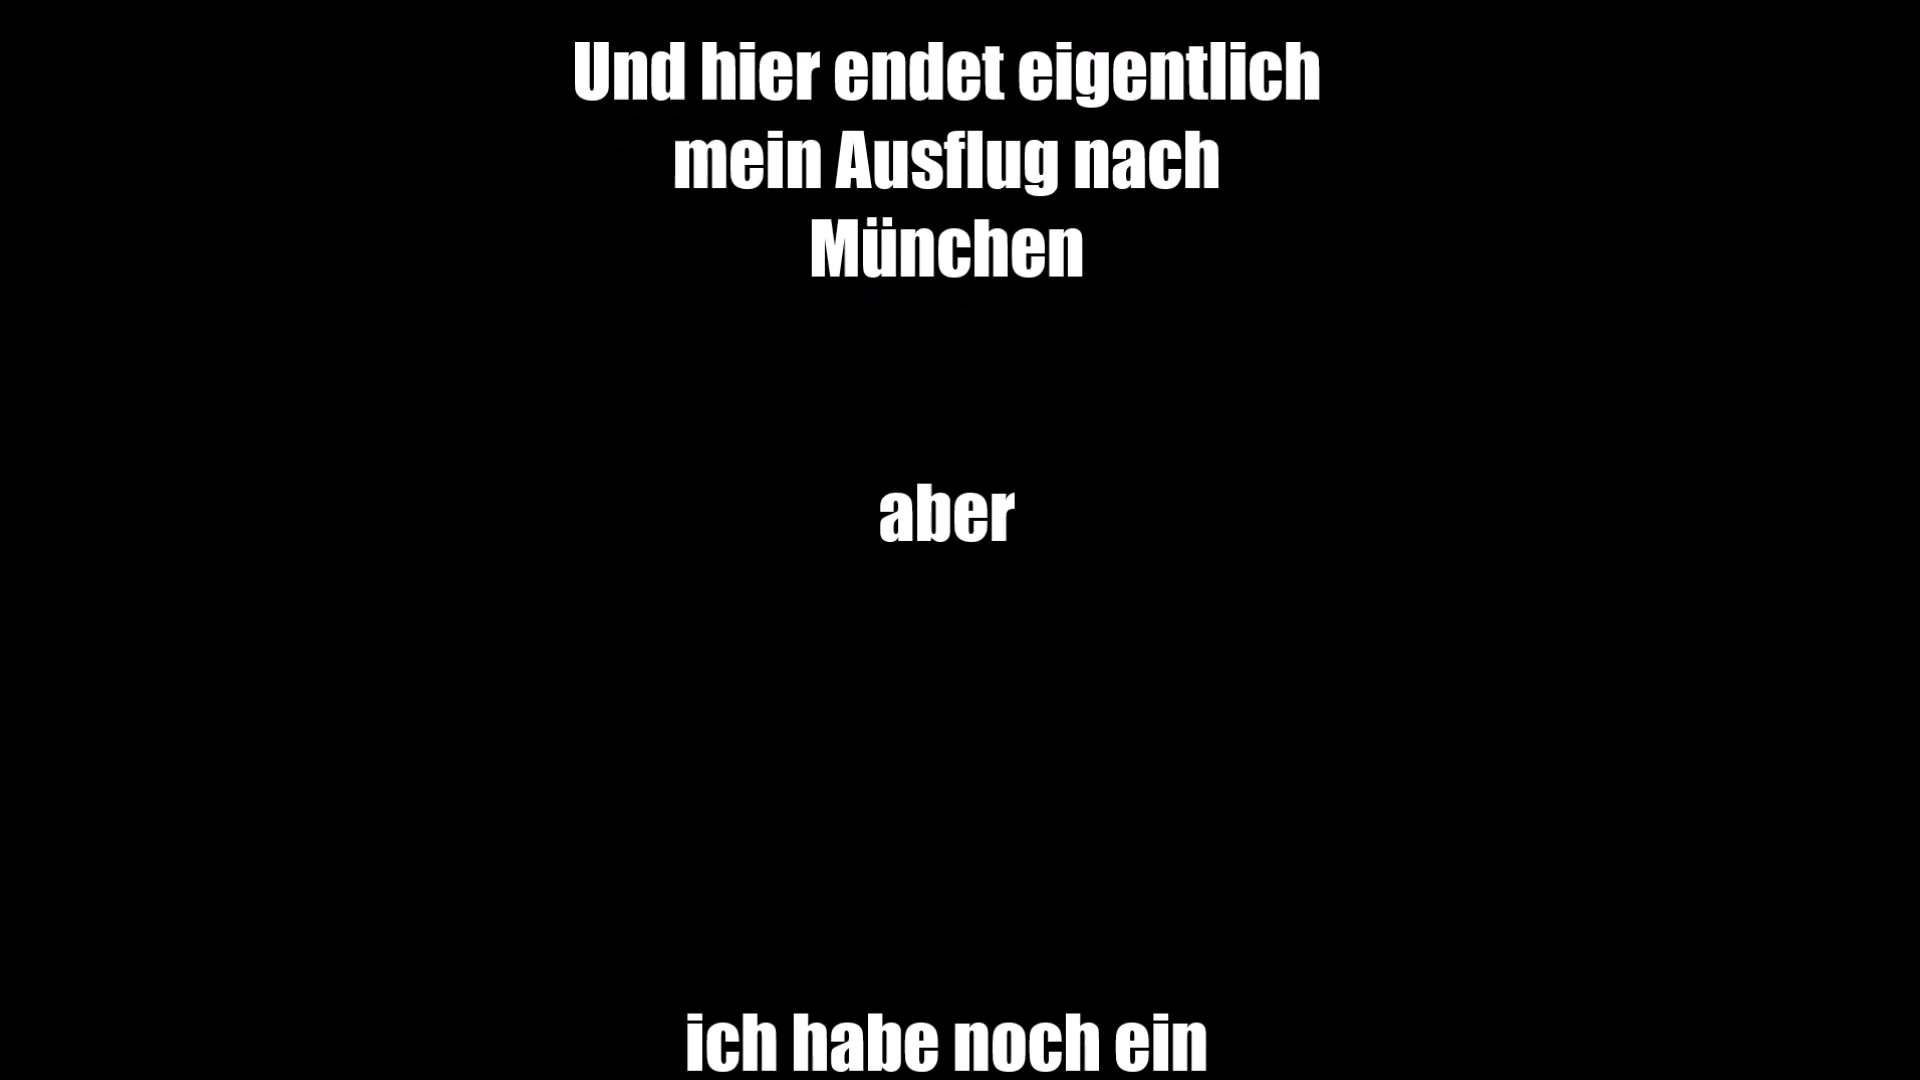 Und hier endet eigentlich
mein Ausflug nach
München
aber
ich habe noch ein